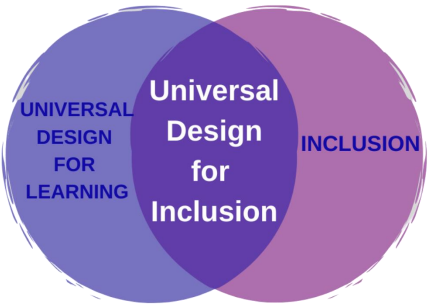 UNIVERSAL
DESIGN
FOR
LEARNING
Universal
Design
for
Inclusion
INCLUSION